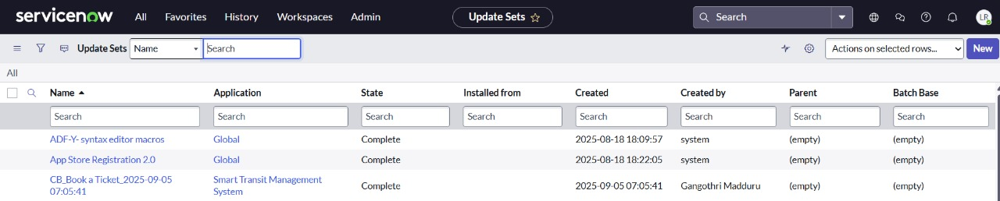 servicenow All Favorites History Workspaces Admin Update Sets Search LR
Update Sets Name Search Actions on selected rows... New
All
Name Application State Installed from Created Created by Parent Batch Base
Search Search Search Search Search Search Search Search
ADF-Y- syntax editor macros Global Complete 2025-08-18 18:09:57 system (empty) (empty)
App Store Registration 2.0 Global Complete 2025-08-18 18:22:05 system (empty) (empty)
CB_Book a Ticket_2025-09-05 Smart Transit Management
07:05:41 System Complete 2025-09-05 07:05:41 Gangothri Madduru (empty) (empty)